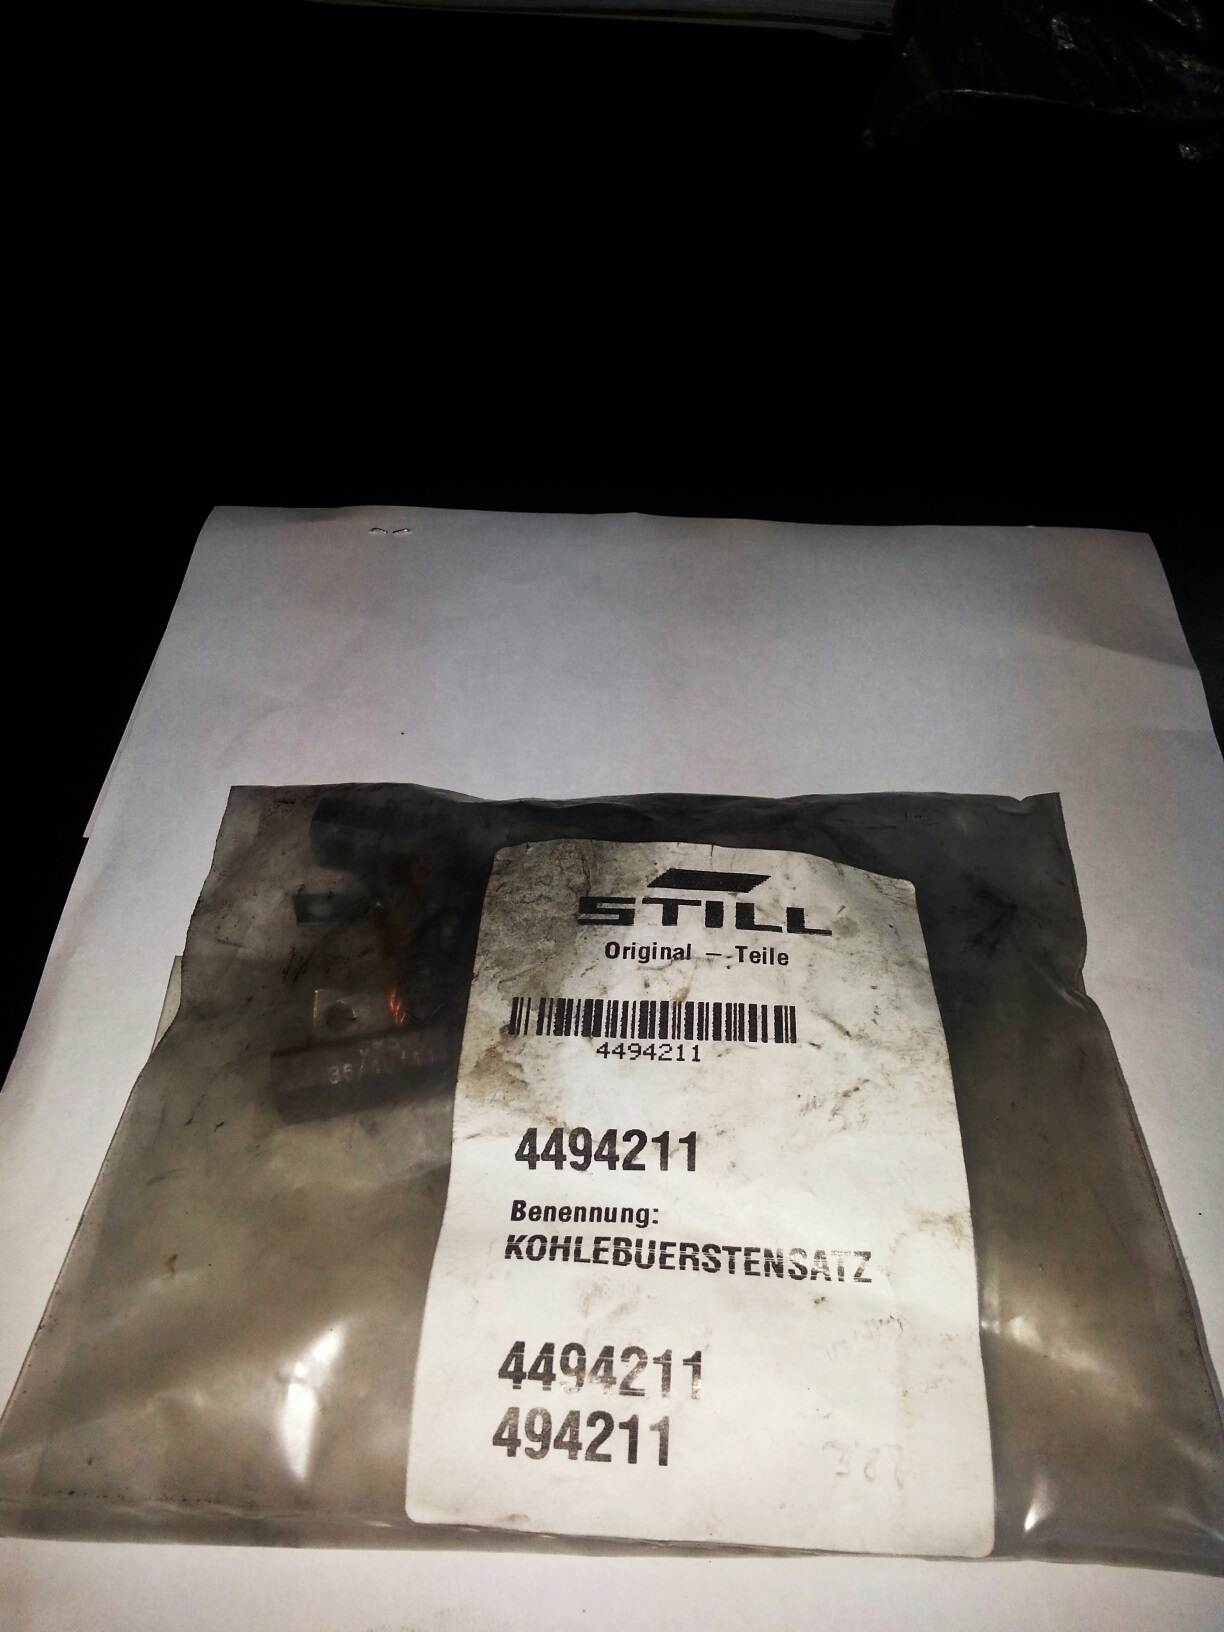 STILL
Original – Teile
4494211
4494211
Benennung:
KOHLEBUERSTENSATZ
4494211
494211